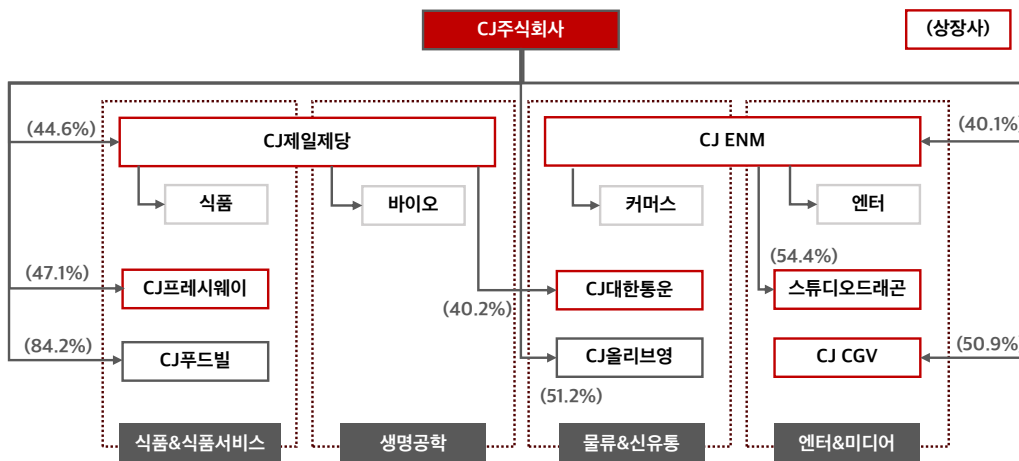 CJ주식회사
(상장사)
(44.6%)
CJ제일제당
CJ ENM
(40.1%)
식품
바이오
커머스
엔터
(47.1%)
CJ프레시웨이
(40.2%)
CJ대한통운
(54.4%)
스튜디오드래곤
(84.2%)
CJ푸드빌
CJ올리브영
(51.2%)
CJ CGV
(50.9%
식품&식품서비스
생명공학
물류&신유통
엔터&미디어